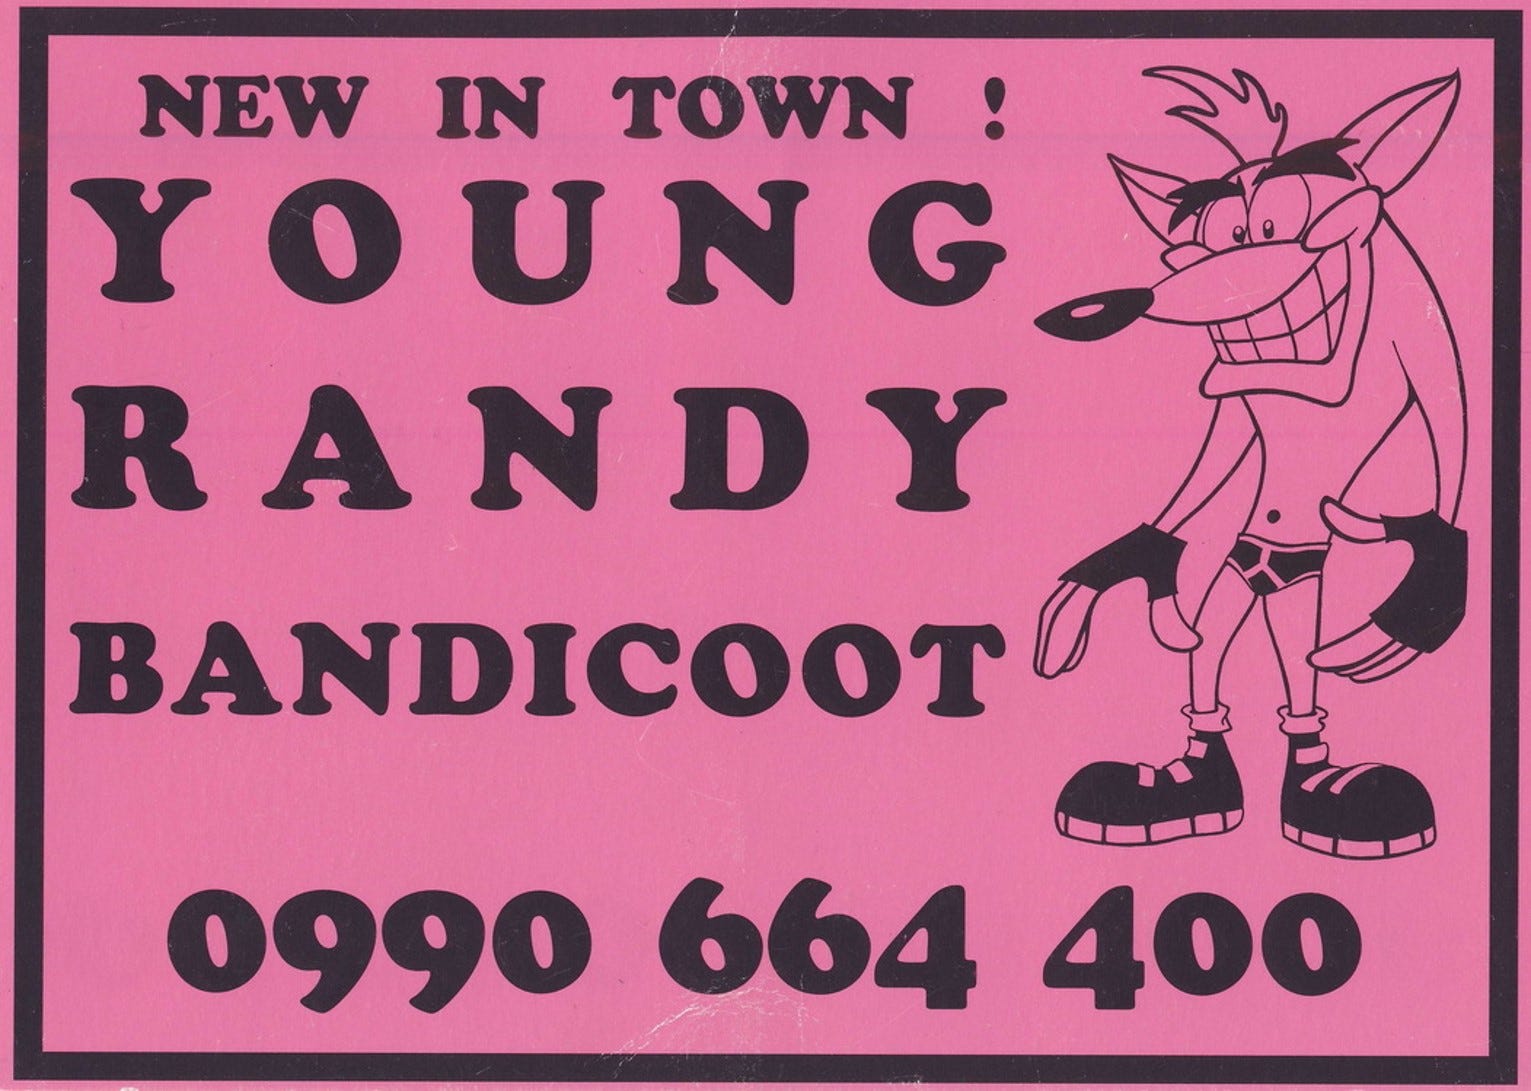 NEW IN TOWN !
YOUNG
RANDY
BANDICOOT
0990 664 400